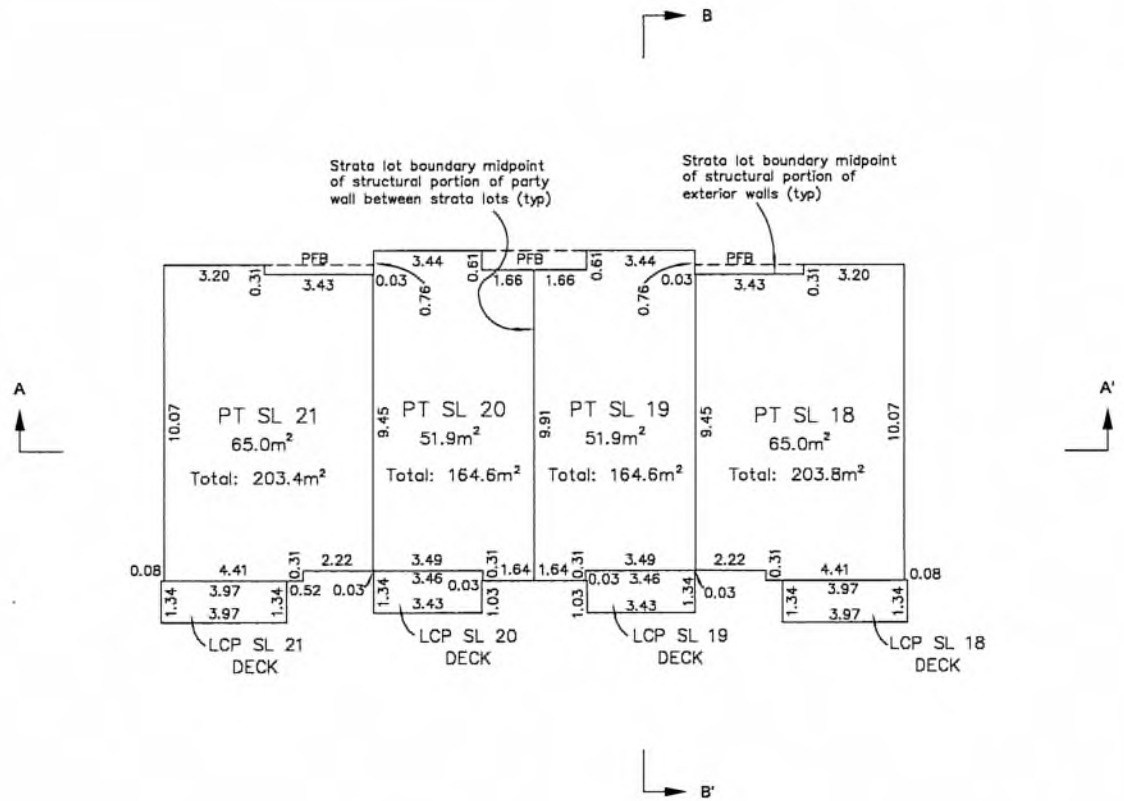 B
Strata lot boundary midpoint
of structural portion of party
wall between strata lots (typ)
Strata lot boundary midpoint
of structural portion of
exterior walls (typ)
3.20
0.31
PFB
3.43
0.03
0.76
3.44
0.61
PFB
1.66
1.66
0.61
3.44
0.76
0.03
PFB
3.43
0.31
3.20
A
A'
10.07
PT SL 21
65.0m²
Total: 203.4m²
9.45
PT SL 20
51.9m²
Total: 164.6m²
9.91
PT SL 19
51.9m²
Total: 164.6m²
9.45
PT SL 18
65.0m²
Total: 203.8m²
10.07
0.08
4.41
0.31
2.22
0.52
0.03
3.49
0.31
1.64
1.64
0.31
3.49
2.22
0.31
4.41
0.08
1.34
3.97
1.34
3.97
1.34
3.46
0.03
3.43
1.03
1.03
0.03
3.46
1.34
3.43
0.03
1.34
3.97
1.34
3.97
LCP SL 21
DECK
LCP SL 20
DECK
LCP SL 19
DECK
LCP SL 18
DECK
B'